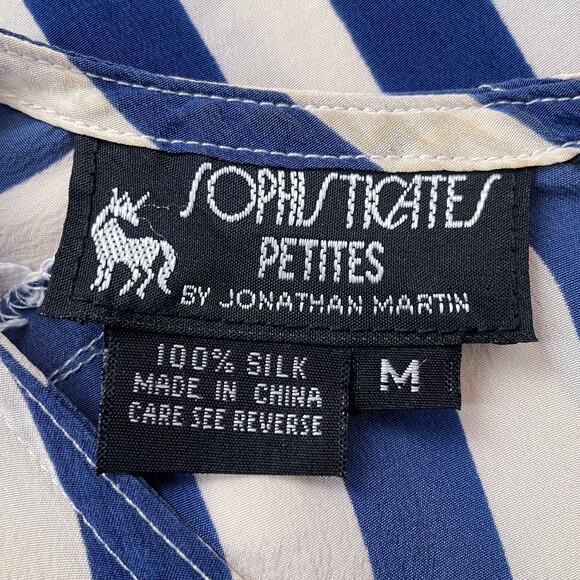 SOPHISTICATES
PETITES
BY JONATHAN MARTIN
100% SILK
MADE IN CHINA
CARE SEE REVERSE
M